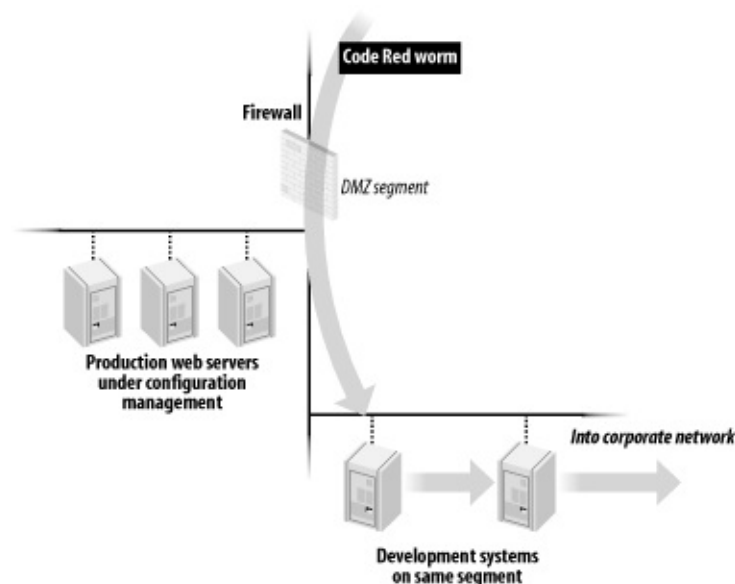 Code Red worm
Firewall
DMZ segment
Production web servers
under configuration
management
Into corporate network
Development systems
on same segment